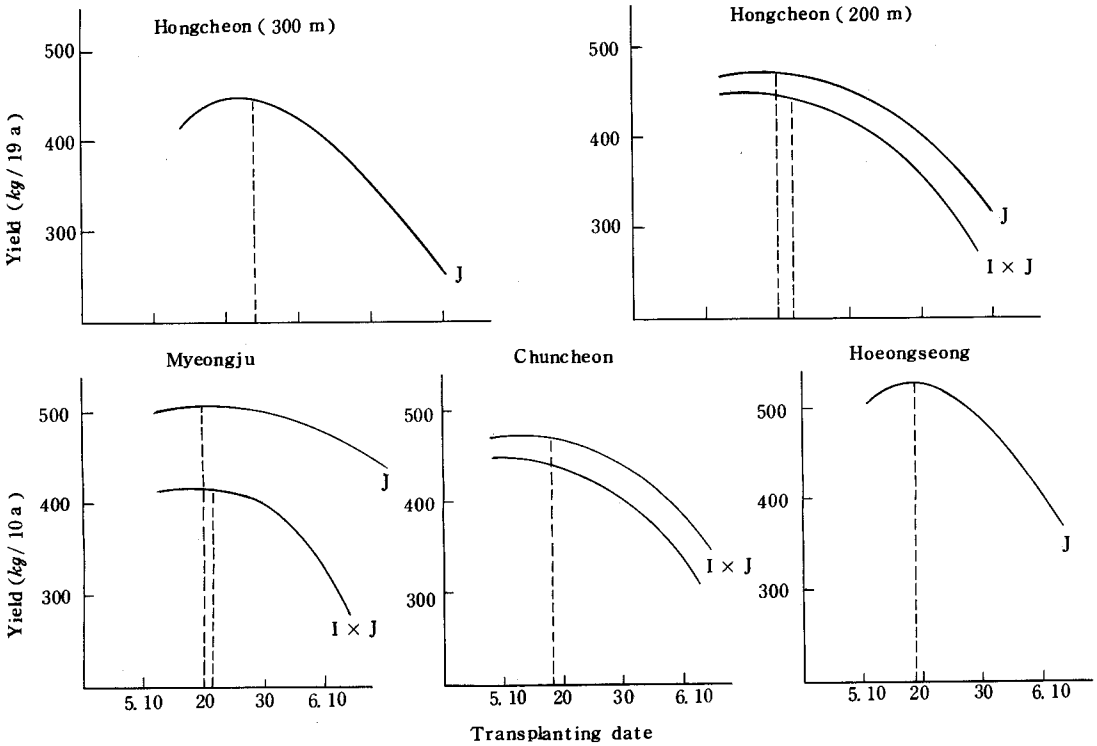 Hongcheon ( 300 m )
Hongcheon ( 200 m )
Yield (kg / 19 a)
500
400
300
J
500
400
300
J
I × J
Myeongju
Chuncheon
Hoeongseong
Yield (kg / 10 a)
500
400
300
J
I × J
5. 10 20 30 6. 10
500
400
300
I × J
5. 10 20 30 6. 10
500
400
300
J
5. 10 20 30 6. 10
Transplanting date